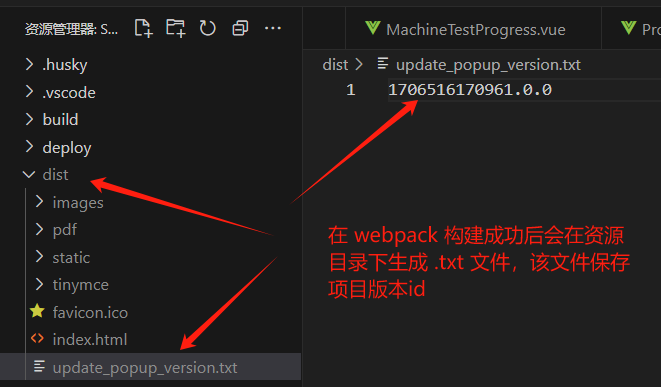 资源管理器: S...
MachineTestProgress.vue
Pro
.husky
.vscode
build
deploy
dist
images
pdf
static
tinymce
favicon.ico
index.html
update_popup_version.txt
dist > update_popup_version.txt
1 1706516170961.0.0
在 webpack 构建成功后会在资源
目录下生成 .txt 文件，该文件保存
项目版本id